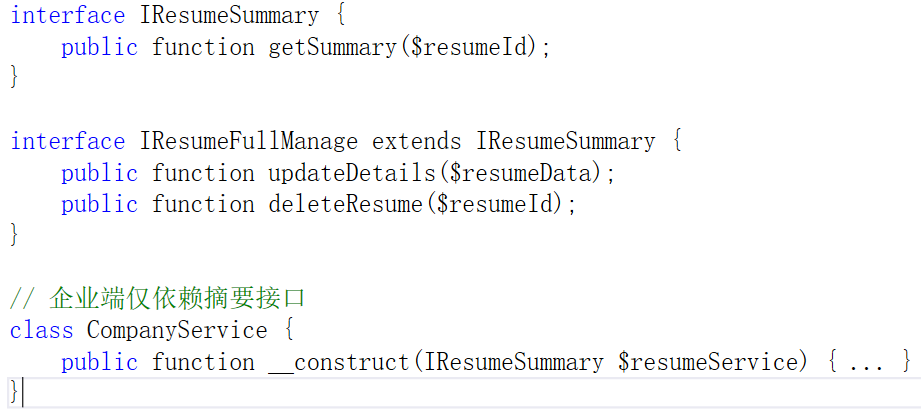 interface IResumeSummary {
    public function getSummary($resumeId);
}

interface IResumeFullManage extends IResumeSummary {
    public function updateDetails($resumeData);
    public function deleteResume($resumeId);
}

// 企业端仅依赖摘要接口
class CompanyService {
    public function __construct(IResumeSummary $resumeService) { ... }
}